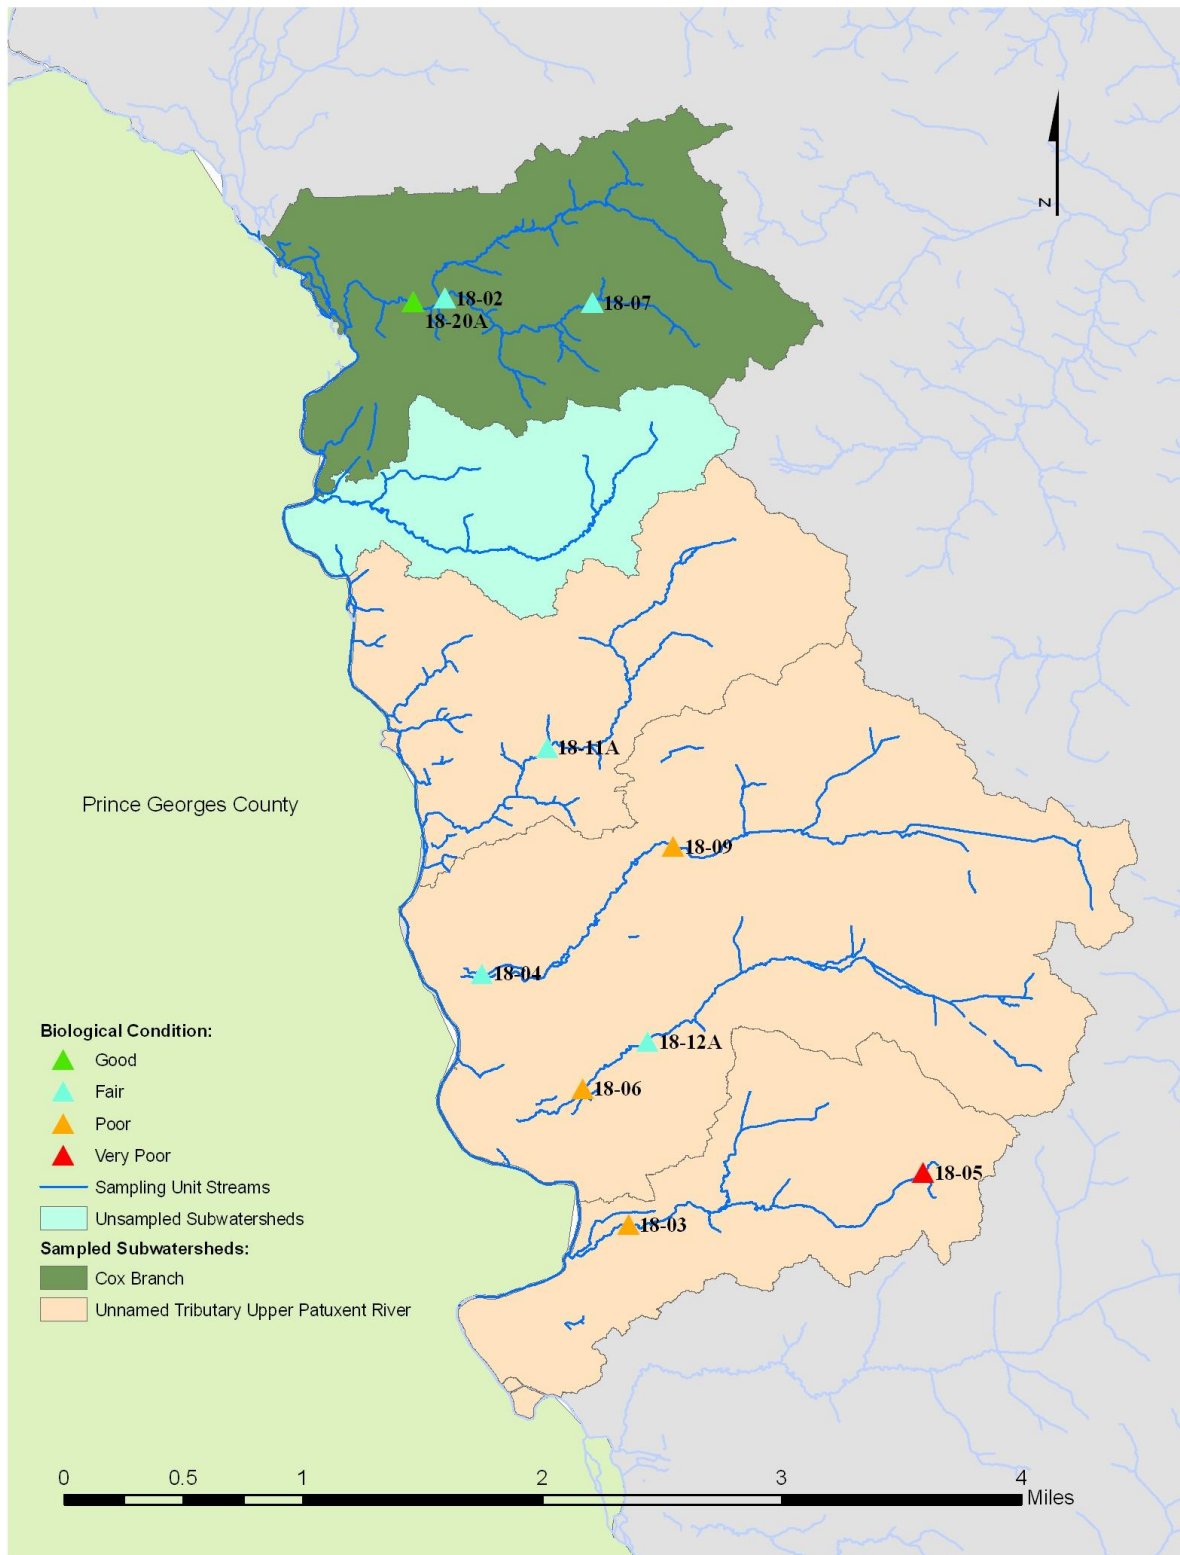 N
18-02
18-20A
18-07
18-11A
Prince Georges County
18-09
18-04
18-12A
18-06
18-05
18-03
Biological Condition:
Good
Fair
Poor
Very Poor
Sampling Unit Streams
Unsampled Subwatersheds
Sampled Subwatersheds:
Cox Branch
Unnamed Tributary Upper Patuxent River
0 0.5 1 2 3 4
Miles